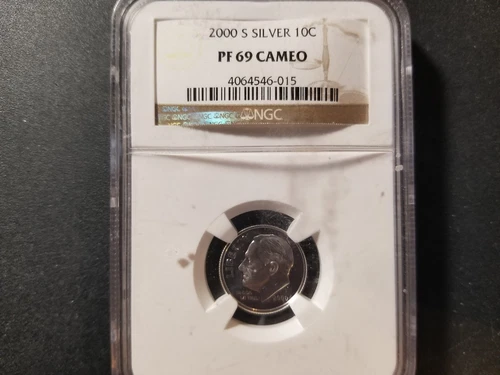 2000 S SILVER 10C
PF 69 CAMEO
4064546-015
NGC